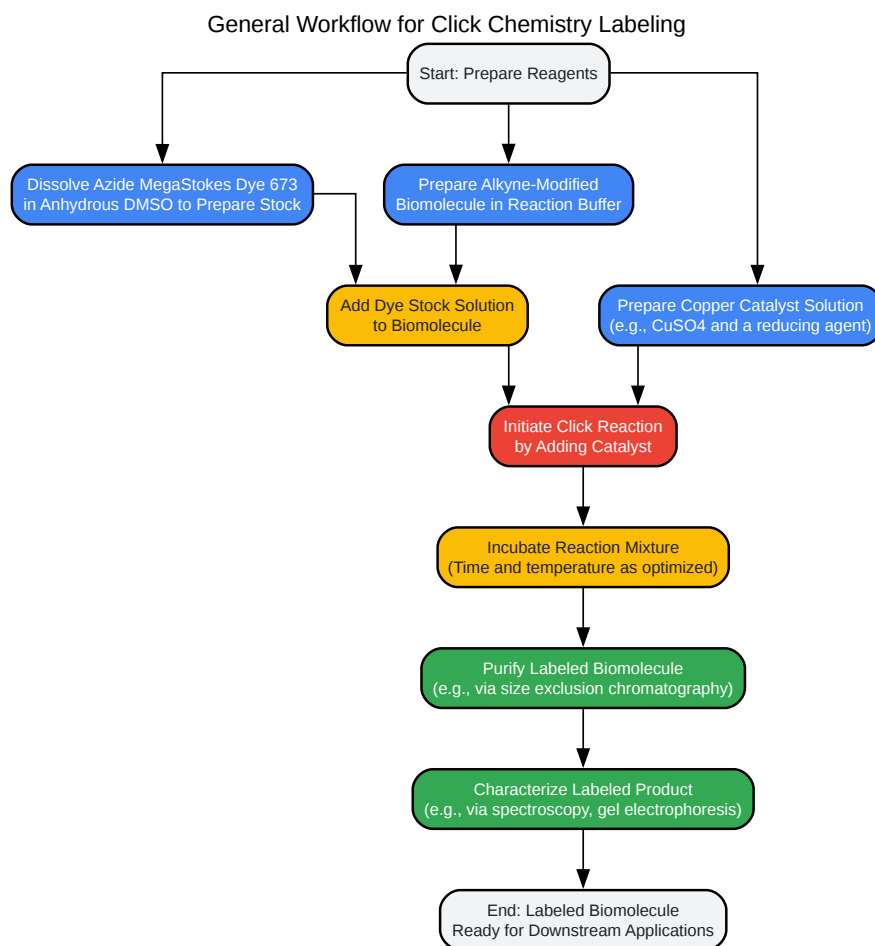 General Workflow for Click Chemistry Labeling
Start: Prepare Reagents
Dissolve Azide MegaStokes Dye 673
in Anhydrous DMSO to Prepare Stock
Prepare Alkyne-Modified
Biomolecule in Reaction Buffer
Add Dye Stock Solution
to Biomolecule
Prepare Copper Catalyst Solution
(e.g., CuSO4 and a reducing agent)
Initiate Click Reaction
by Adding Catalyst
Incubate Reaction Mixture
(Time and temperature as optimized)
Purify Labeled Biomolecule
(e.g., via size exclusion chromatography)
Characterize Labeled Product
(e.g., via spectroscopy, gel electrophoresis)
End: Labeled Biomolecule
Ready for Downstream Applications